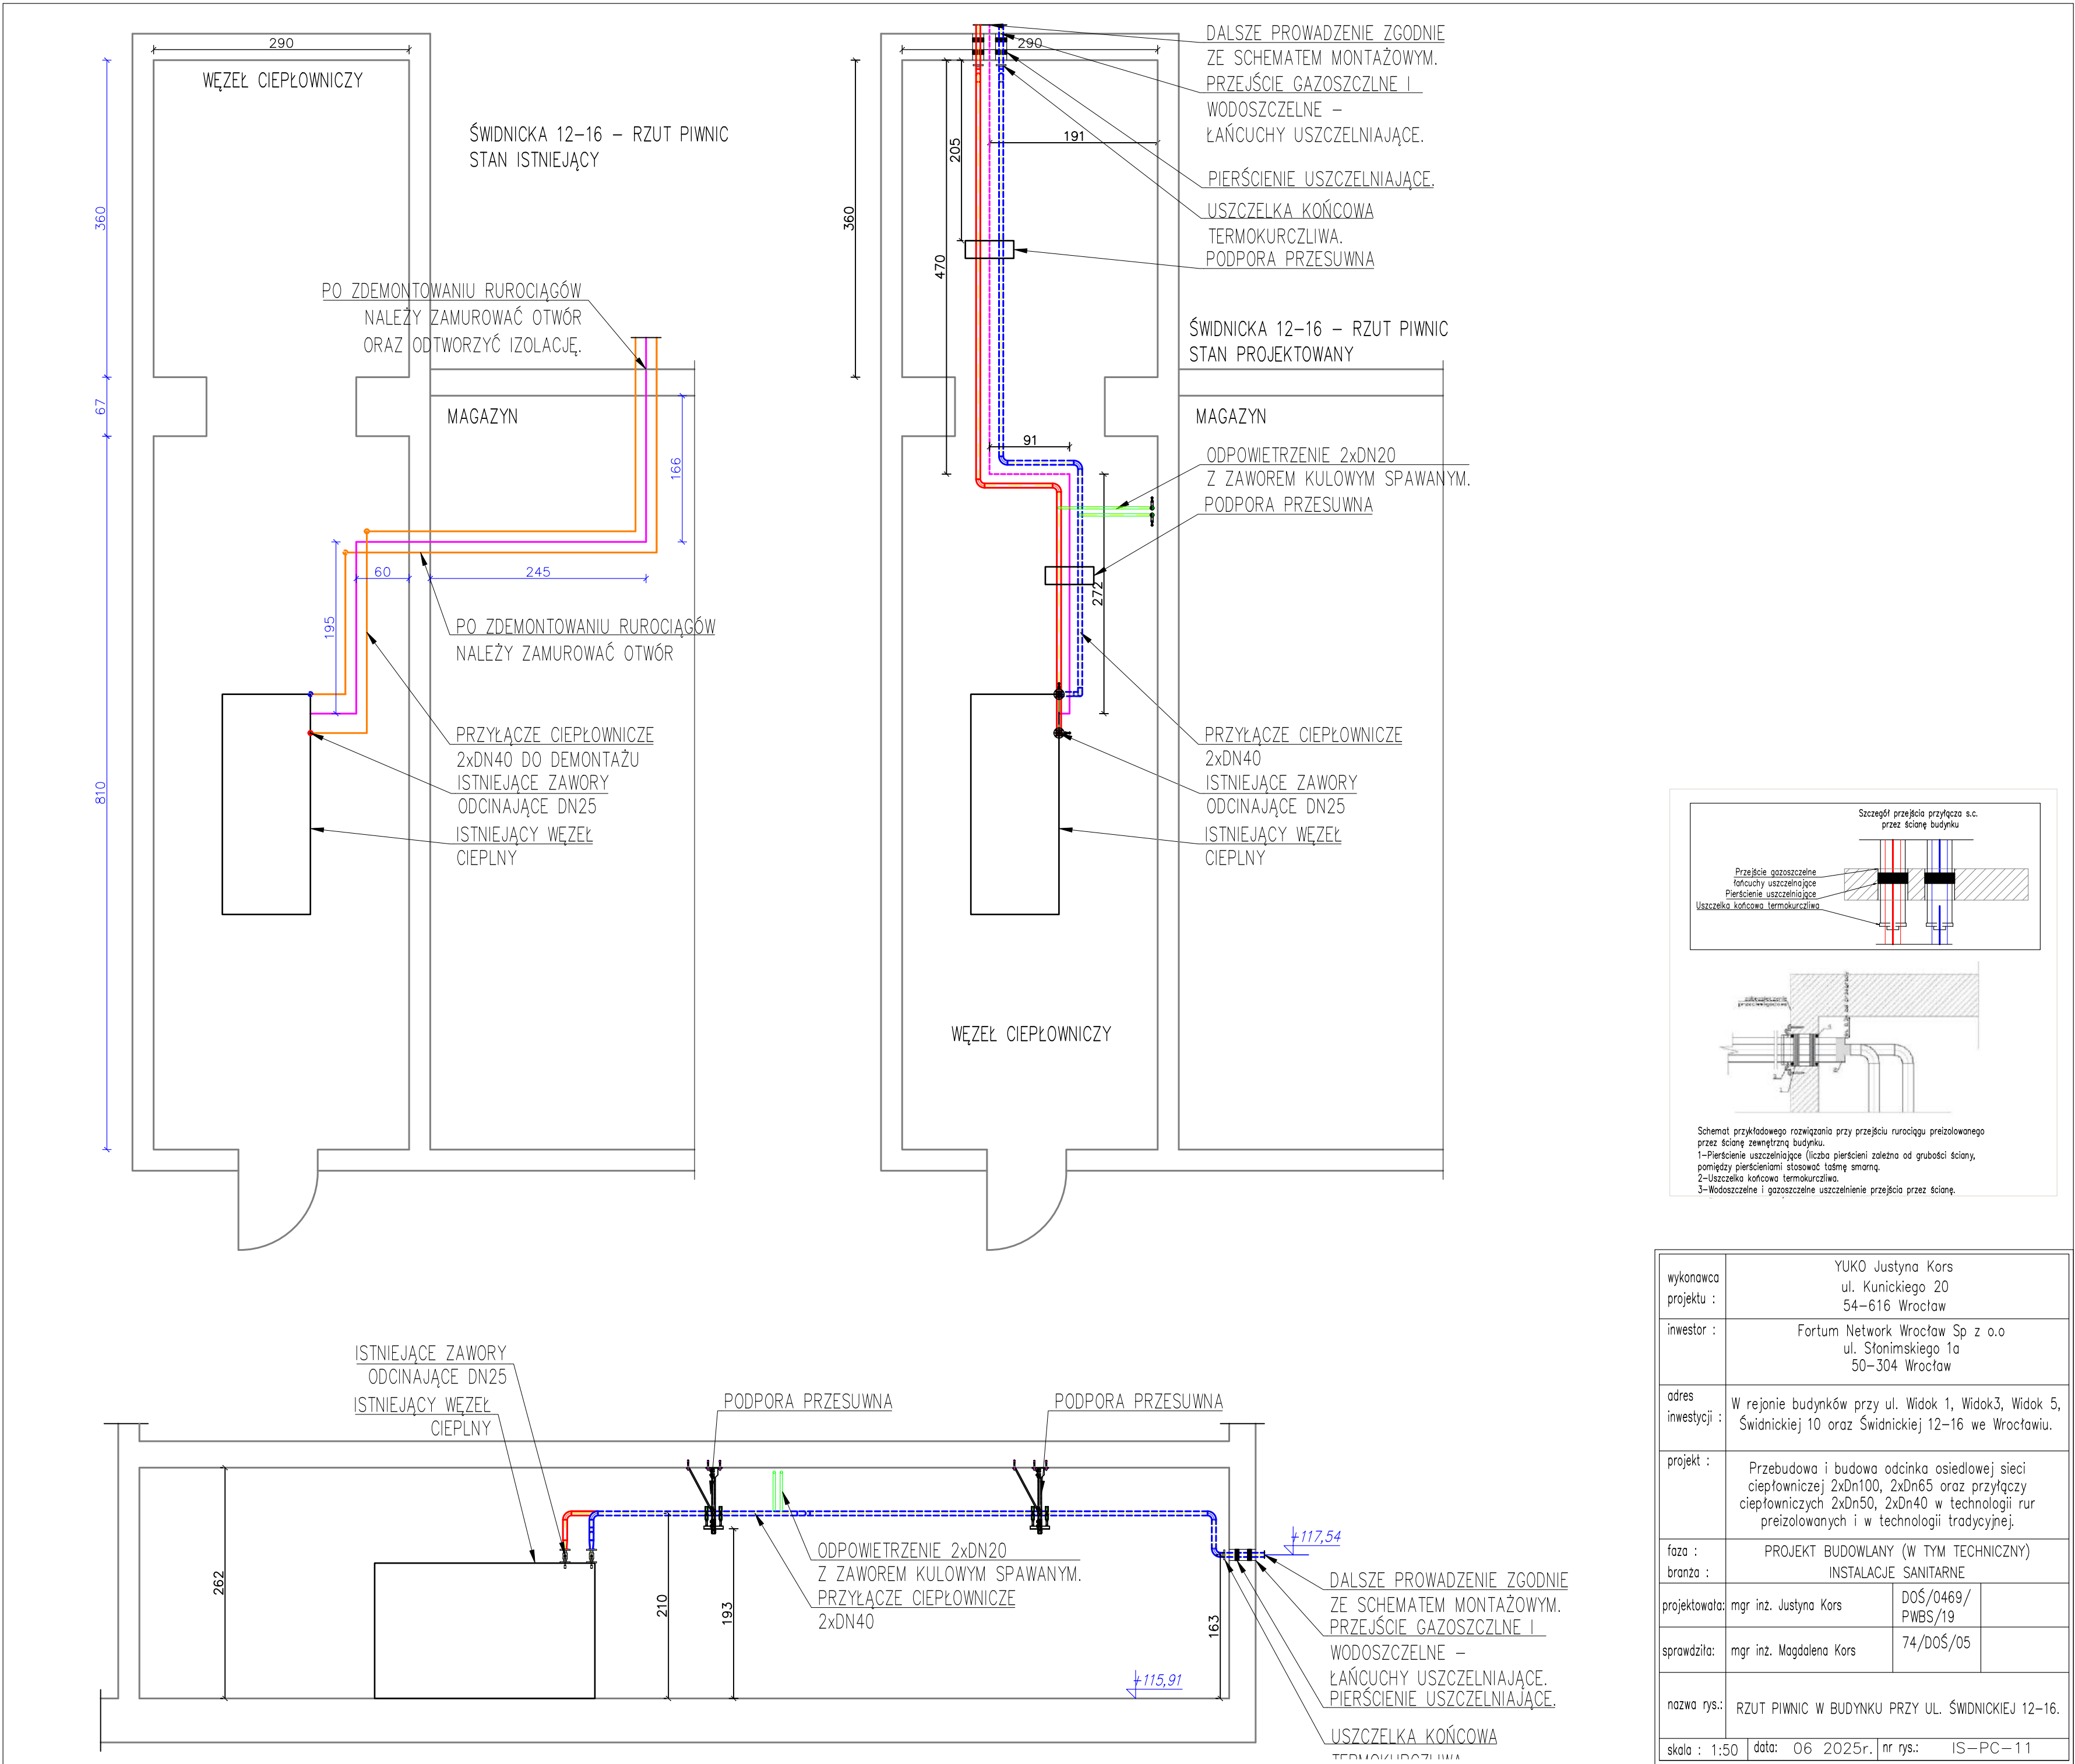 290
WĘZEŁ CIEPŁOWNICZY
ŚWIDNICKA 12-16 - RZUT PIWNIC
STAN ISTNIEJĄCY
360
67
810
PO ZDEMONTOWANIU RUROCIĄGÓW
NALEŻY ZAMUROWAĆ OTWÓR
ORAZ ODTWORZYĆ IZOLACJĘ.
MAGAZYN
166
60
245
195
PO ZDEMONTOWANIU RUROCIĄGÓW
NALEŻY ZAMUROWAĆ OTWÓR
PRZYŁĄCZE CIEPŁOWNICZE
2xDN40 DO DEMONTAŻU
ISTNIEJĄCE ZAWORY
ODCINAJĄCE DN25
ISTNIEJĄCY WĘZEŁ
CIEPLNY
290
DALSZE PROWADZENIE ZGODNIE
ZE SCHEMATEM MONTAŻOWYM.
PRZEJŚCIE GAZOSZCZLNE I
WODOSZCZELNE -
ŁAŃCUCHY USZCZELNIAJĄCE.
PIERŚCIENIE USZCZELNIAJĄCE.
USZCZELKA KOŃCOWA
TERMOKURCZLIWA.
PODPORA PRZESUWNA
191
205
360
470
ŚWIDNICKA 12-16 - RZUT PIWNIC
STAN PROJEKTOWANY
MAGAZYN
91
ODPOWIETRZENIE 2xDN20
Z ZAWOREM KULOWYM SPAWANYM.
PODPORA PRZESUWNA
272
PRZYŁĄCZE CIEPŁOWNICZE
2xDN40
ISTNIEJĄCE ZAWORY
ODCINAJĄCE DN25
ISTNIEJĄCY WĘZEŁ
CIEPLNY
WĘZEŁ CIEPŁOWNICZY
Szczegół przejścia przyłącza s.c.
przez ścianę budynku
Przejście gazoszczelne
łańcuchy uszczelnające
Pierścienie uszczelniające
Uszczelka końcowa termokurczliwa
Schemat przykładowego rozwiązania przy przejściu rurociągu preizolowanego
przez ścianę zewnętrzną budynku.
1-Pierścienie uszczelniające (liczba pierścieni zależna od grubości ściany,
pomiędzy pierścieniami stosować taśmę smarną.
2-Uszczelka końcowa termokurczliwa.
3-Wodoszczelne i gazoszczelne uszczelnienie przejścia przez ścianę.
ISTNIEJĄCE ZAWORY
ODCINAJĄCE DN25
ISTNIEJĄCY WĘZEŁ
CIEPLNY
PODPORA PRZESUWNA
PODPORA PRZESUWNA
262
210
193
163
ODPOWIETRZENIE 2xDN20
Z ZAWOREM KULOWYM SPAWANYM.
PRZYŁĄCZE CIEPŁOWNICZE
2xDN40
+117,54
+115,91
DALSZE PROWADZENIE ZGODNIE
ZE SCHEMATEM MONTAŻOWYM.
PRZEJŚCIE GAZOSZCZLNE I
WODOSZCZELNE -
ŁAŃCUCHY USZCZELNIAJĄCE.
PIERŚCIENIE USZCZELNIAJĄCE.
USZCZELKA KOŃCOWA
TERMOKURCZLIWA
wykonawca projektu :
YUKO Justyna Kors
ul. Kunickiego 20
54-616 Wrocław
inwestor :
Fortum Network Wrocław Sp z o.o
ul. Słonimskiego 1a
50-304 Wrocław
adres inwestycji :
W rejonie budynków przy ul. Widok 1, Widok3, Widok 5,
Świdnickiej 10 oraz Świdnickiej 12-16 we Wrocławiu.
projekt :
Przebudowa i budowa odcinka osiedlowej sieci
ciepłowniczej 2xDn100, 2xDn65 oraz przyłączy
ciepłowniczych 2xDn50, 2xDn40 w technologii rur
preizolowanych i w technologii tradycyjnej.
faza : PROJEKT BUDOWLANY (W TYM TECHNICZNY)
branża : INSTALACJE SANITARNE
projektowała: mgr inż. Justyna Kors DOŚ/0469/
PWBS/19
sprawdziła: mgr inż. Magdalena Kors 74/DOŚ/05
nazwa rys.: RZUT PIWNIC W BUDYNKU PRZY UL. ŚWIDNICKIEJ 12-16.
skala : 1:50 data: 06 2025r. nr rys.: IS-PC-11